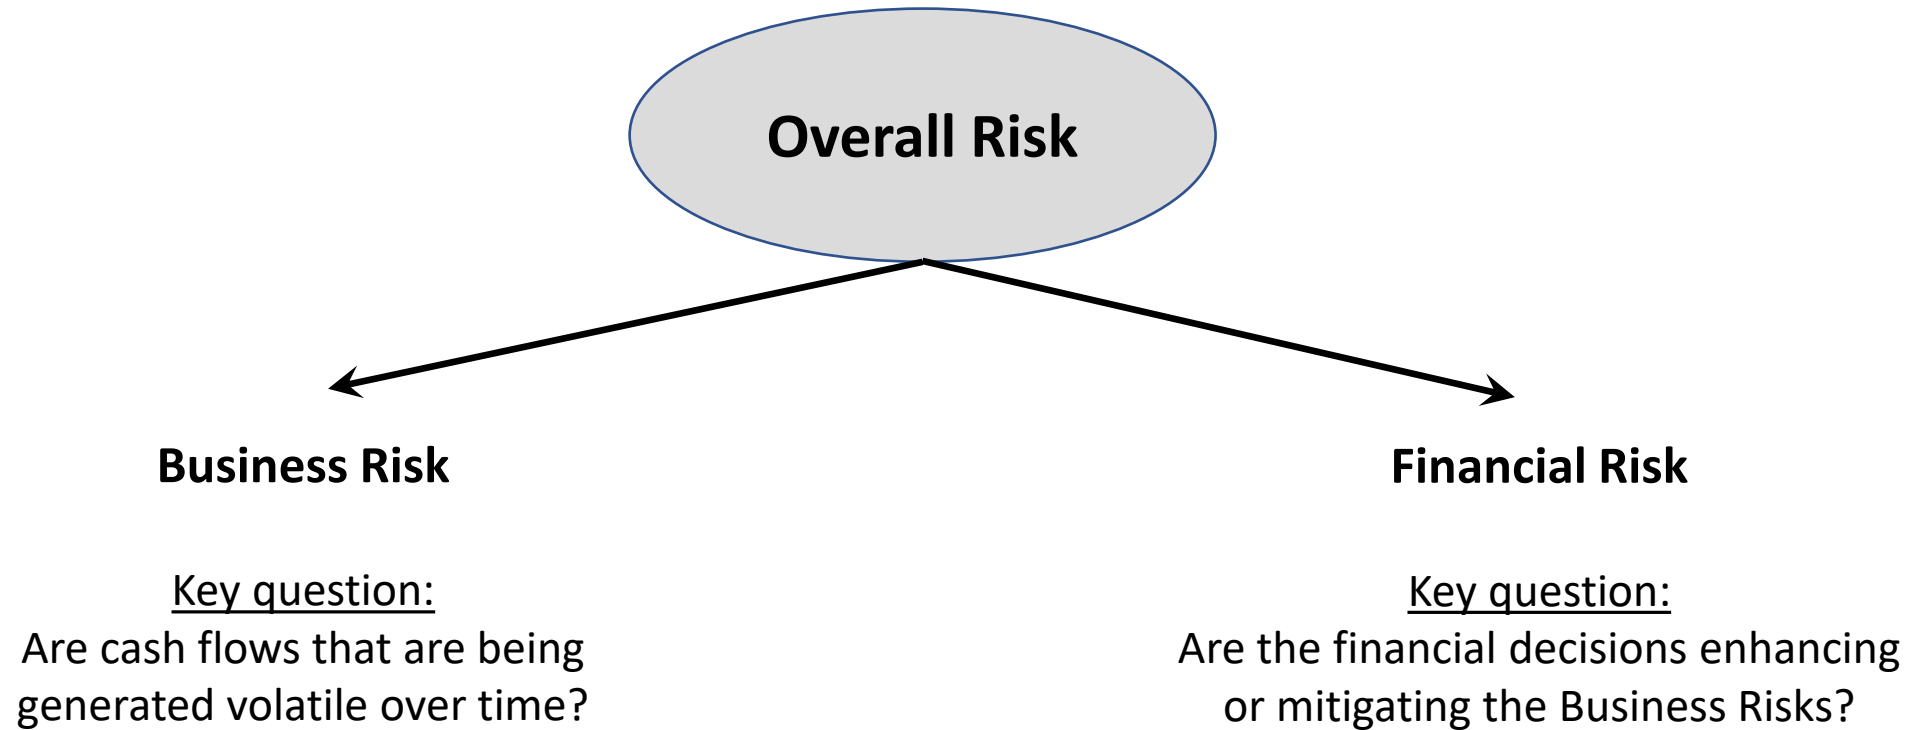 Overall Risk
Business Risk
Key question:
Are cash flows that are being
generated volatile over time?
Financial Risk
Key question:
Are the financial decisions enhancing
or mitigating the Business Risks?